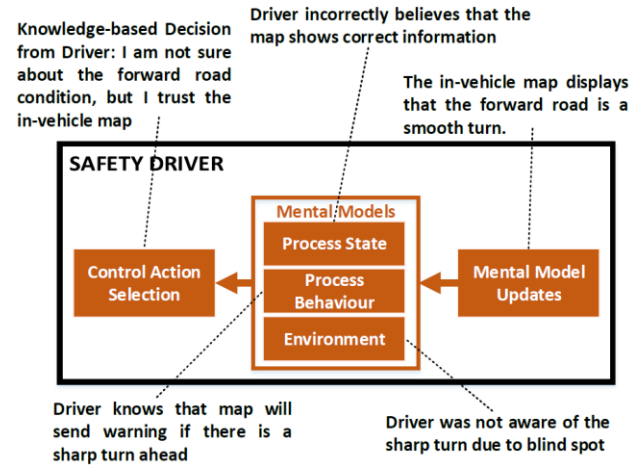 Knowledge-based Decision
from Driver: I am not sure
about the forward road
condition, but I trust the
in-vehicle map
Driver incorrectly believes that the
map shows correct information
The in-vehicle map displays
that the forward road is a
smooth turn.
SAFETY DRIVER
Control Action
Selection
Mental Models
Process State
Process
Behaviour
Environment
Mental Model
Updates
Driver knows that map will
send warning if there is a
sharp turn ahead
Driver was not aware of the
sharp turn due to blind spot